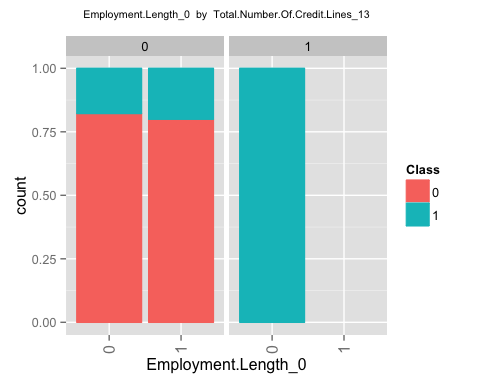 Employment.Length_0 by Total.Number.Of.Credit.Lines_13
0 1
1.00
0.75
0.50
0.25
0.00
count
0 1 0 1
Employment.Length_0
Class
0
1